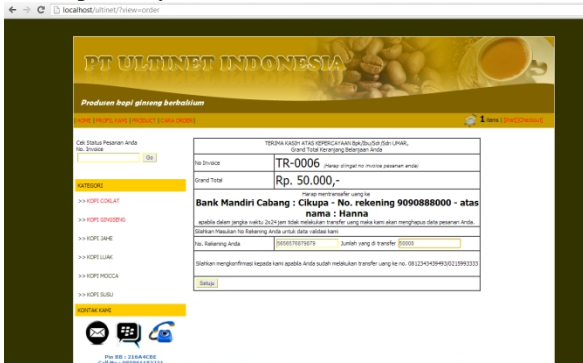 localhost/ultinet/?view=order
PT ULTINET INDONESIA
Produsen kopi ginseng berkalsium
HOME | PROFIL KAMI | PRODUCT | CARA ORDER
1 items | [Cart] [Checkout]
Cek Status Pesanan Anda
No. Invoice
Go
KATEGORI
>> KOPI COKLAT
>> KOPI GINSENG
>> KOPI JAHE
>> KOPI LUAK
>> KOPI MOCCA
>> KOPI SUSU
KONTAK KAMI
Pin BB : 216A4CBE
TERIMA KASIH ATAS KEPERCAYAAN Bpk/Ibu/Sdr/Sdri UMAR,
Grand Total Keranjang Belanjaan Anda
No Invoice TR-0006 (Harap diingat no invoice pesanan anda)
Grand Total Rp. 50.000,-
Harap mentransfer uang ke
Bank Mandiri Cabang : Cikupa - No. rekening 9090888000 - atas
nama : Hanna
apabila dalam jangka waktu 2x24 jam tidak melakukan transfer uang maka kami akan menghapus data pesanan Anda.
Silahkan Masukan No Rekening Anda untuk data validasi kami
No. Rekening Anda 5656576879879 Jumlah yang di transfer 50000
Silahkan mengkonfirmasi kepada kami apabila Anda sudah melakukan transfer uang ke no. 0812343439493/0215993333
Setuju